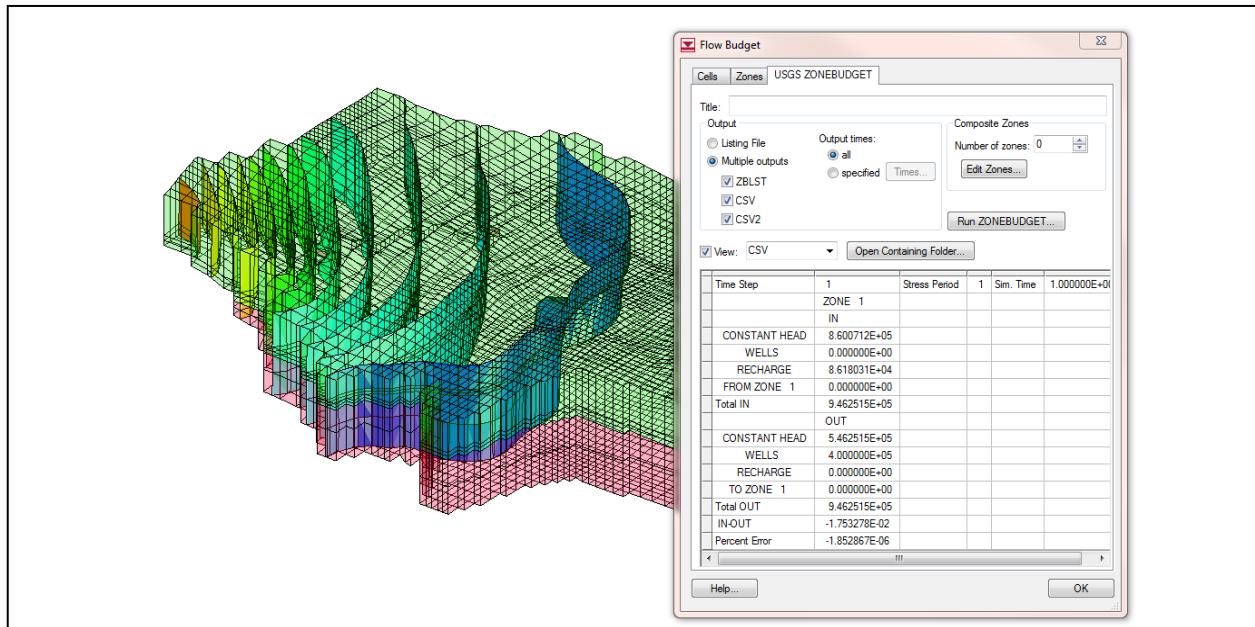 Flow Budget
Cells Zones USGS ZONEBUDGET
Title:
Output
Listing File
Multiple outputs
ZBLST
CSV
CSV2
Output times:
all
specified Times...
Composite Zones
Number of zones: 0
Edit Zones...
Run ZONEBUDGET...
View: CSV Open Containing Folder...
Time Step 1 Stress Period 1 Sim. Time 1.000000E+00
ZONE 1
IN
CONSTANT HEAD 8.600712E+05
WELLS 0.000000E+00
RECHARGE 8.618031E+04
FROM ZONE 1 0.000000E+00
Total IN 9.462515E+05
OUT
CONSTANT HEAD 5.462515E+05
WELLS 4.000000E+05
RECHARGE 0.000000E+00
TO ZONE 1 0.000000E+00
Total OUT 9.462515E+05
IN-OUT -1.753278E-02
Percent Error -1.852867E-06
Help... OK